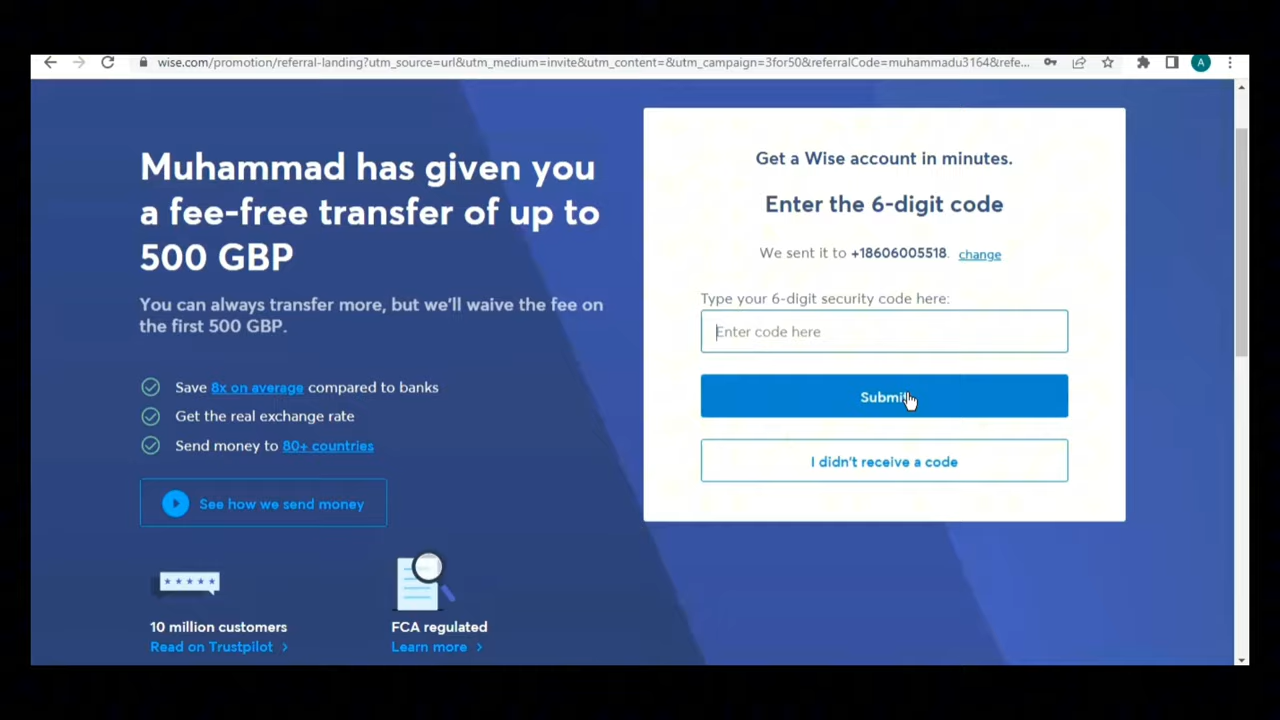 wise.com/promotion/referral-landing?utm_source=url&utm_medium=invite&utm_content=&utm_campaign=3for50&referralCode=muhammadu3164&refe...
A
Muhammad has given you
a fee-free transfer of up to
500 GBP
You can always transfer more, but we'll waive the fee on
the first 500 GBP.
Save 8x on average compared to banks
Get the real exchange rate
Send money to 80+ countries
See how we send money
10 million customers
Read on Trustpilot
FCA regulated
Learn more
Get a Wise account in minutes.
Enter the 6-digit code
We sent it to +18606005518. change
Type your 6-digit security code here:
Enter code here
Submit
I didn't receive a code